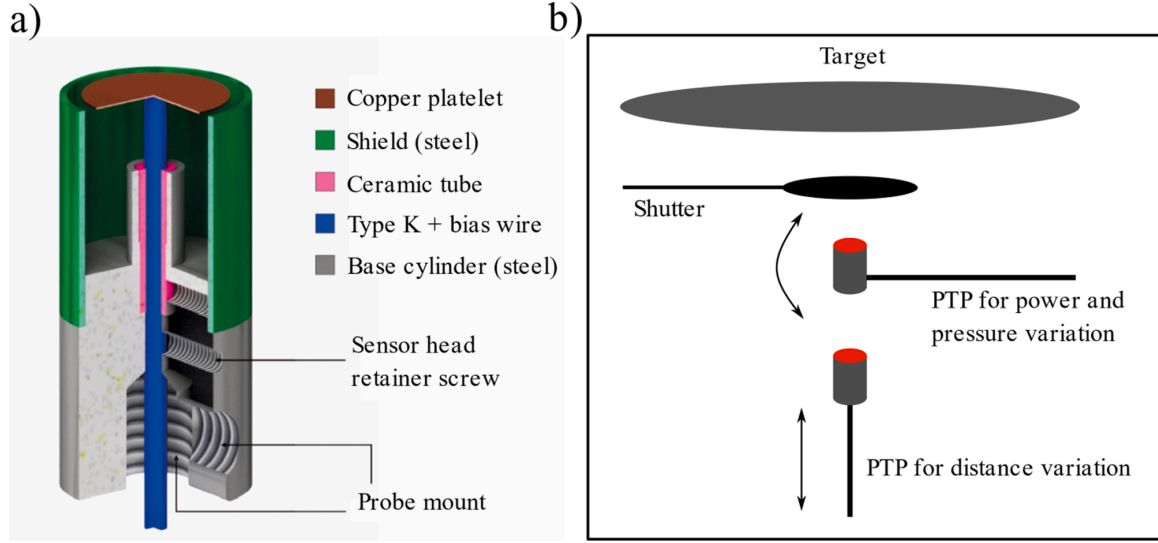 a)
Copper platelet
Shield (steel)
Ceramic tube
Type K + bias wire
Base cylinder (steel)
Sensor head
retainer screw
Probe mount
b)
Target
Shutter
PTP for power and
pressure variation
PTP for distance variation